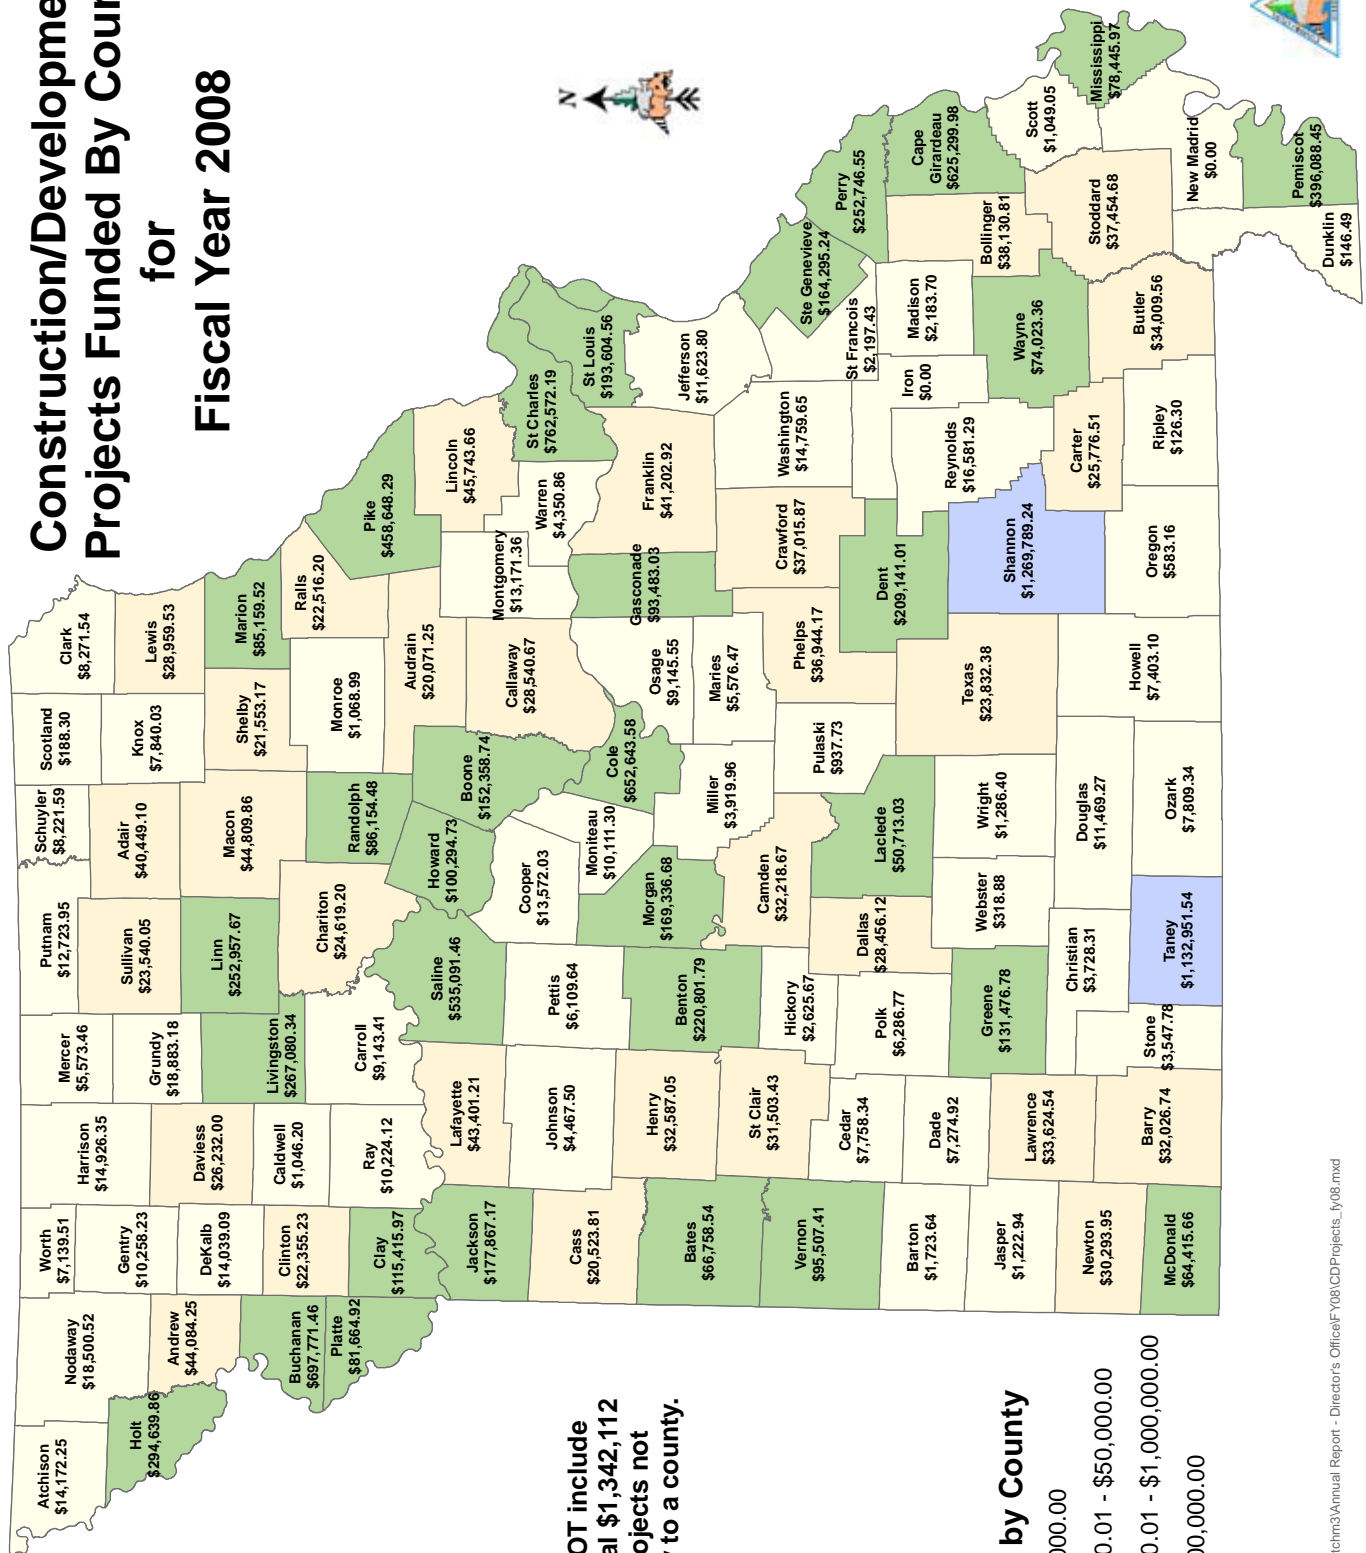 Construction/Developme
Projects Funded By Cour
for
Fiscal Year 2008
N
Atchison
$14,172.25
Nodaway
$18,500.52
Worth
$7,139.51
Harrison
$14,926.35
Mercer
$5,573.46
Putnam
$12,723.95
Schuyler
$8,221.59
Scotland
$188.30
Clark
$8,271.54
Holt
$294,639.86
Andrew
$44,084.25
Gentry
$10,258.23
DeKalb
$14,039.09
Daviess
$26,232.00
Grundy
$18,883.18
Sullivan
$23,540.05
Adair
$40,449.10
Knox
$7,840.03
Lewis
$28,959.53
Buchanan
$697,771.46
Clinton
$22,355.23
Caldwell
$1,046.20
Livingston
$267,080.34
Linn
$252,957.67
Macon
$44,809.86
Shelby
$21,553.17
Marion
$85,159.52
Platte
$81,664.92
Clay
$115,415.97
Ray
$10,224.12
Carroll
$9,143.41
Chariton
$24,619.20
Randolph
$86,154.48
Monroe
$1,068.99
Ralls
$22,516.20
Pike
$458,648.29
Jackson
$177,867.17
Lafayette
$43,401.21
Saline
$535,091.46
Howard
$100,294.73
Boone
$152,358.74
Audrain
$20,071.25
Callaway
$28,540.67
Montgomery
$13,171.36
Lincoln
$45,743.66
Warren
$4,350.86
St Charles
$762,572.19
St Louis
$193,604.56
Cass
$20,523.81
Johnson
$4,467.50
Pettis
$6,109.64
Cooper
$13,572.03
Moniteau
$10,111.30
Cole
$652,643.58
Osage
$9,145.55
Gasconade
$93,483.03
Franklin
$41,202.92
Jefferson
$11,623.80
Bates
$66,758.54
Henry
$32,587.05
Benton
$220,801.79
Morgan
$169,336.68
Miller
$3,919.96
Maries
$5,576.47
Crawford
$37,015.87
Washington
$14,759.65
Ste Genevieve
$164,295.24
St Francois
$2,197.43
Perry
$252,746.55
Vernon
$95,507.41
St Clair
$31,503.43
Hickory
$2,625.67
Camden
$32,218.67
Pulaski
$937.73
Phelps
$36,944.17
Dent
$209,141.01
Iron
$0.00
Madison
$2,183.70
Cape
Girardeau
$625,299.98
Bollinger
$38,130.81
Barton
$1,723.64
Cedar
$7,758.34
Polk
$6,286.77
Dallas
$28,456.12
Laclede
$50,713.03
Texas
$23,832.38
Reynolds
$16,581.29
Wayne
$74,023.36
Scott
$1,049.05
Mississippi
$78,445.97
Jasper
$1,222.94
Dade
$7,274.92
Greene
$131,476.78
Webster
$318.88
Wright
$1,286.40
Shannon
$1,269,789.24
Carter
$25,776.51
Stoddard
$37,454.68
Newton
$30,293.95
Lawrence
$33,624.54
Christian
$3,728.31
Douglas
$11,469.27
Howell
$7,403.10
Oregon
$583.16
Ripley
$126.30
Butler
$34,009.56
New Madrid
$0.00
McDonald
$64,415.66
Barry
$32,026.74
Stone
$3,547.78
Taney
$1,132,951.54
Ozark
$7,809.34
Dunklin
$146.49
Pemiscot
$396,088.45
OT include
al $1,342,112
ojects not
y to a county.
by County
000.00
0.01 - $50,000.00
0.01 - $1,000,000.00
00,000.00
tchm3\Annual Report - Director's Office\FY08\CDProjects_fy08.mxd